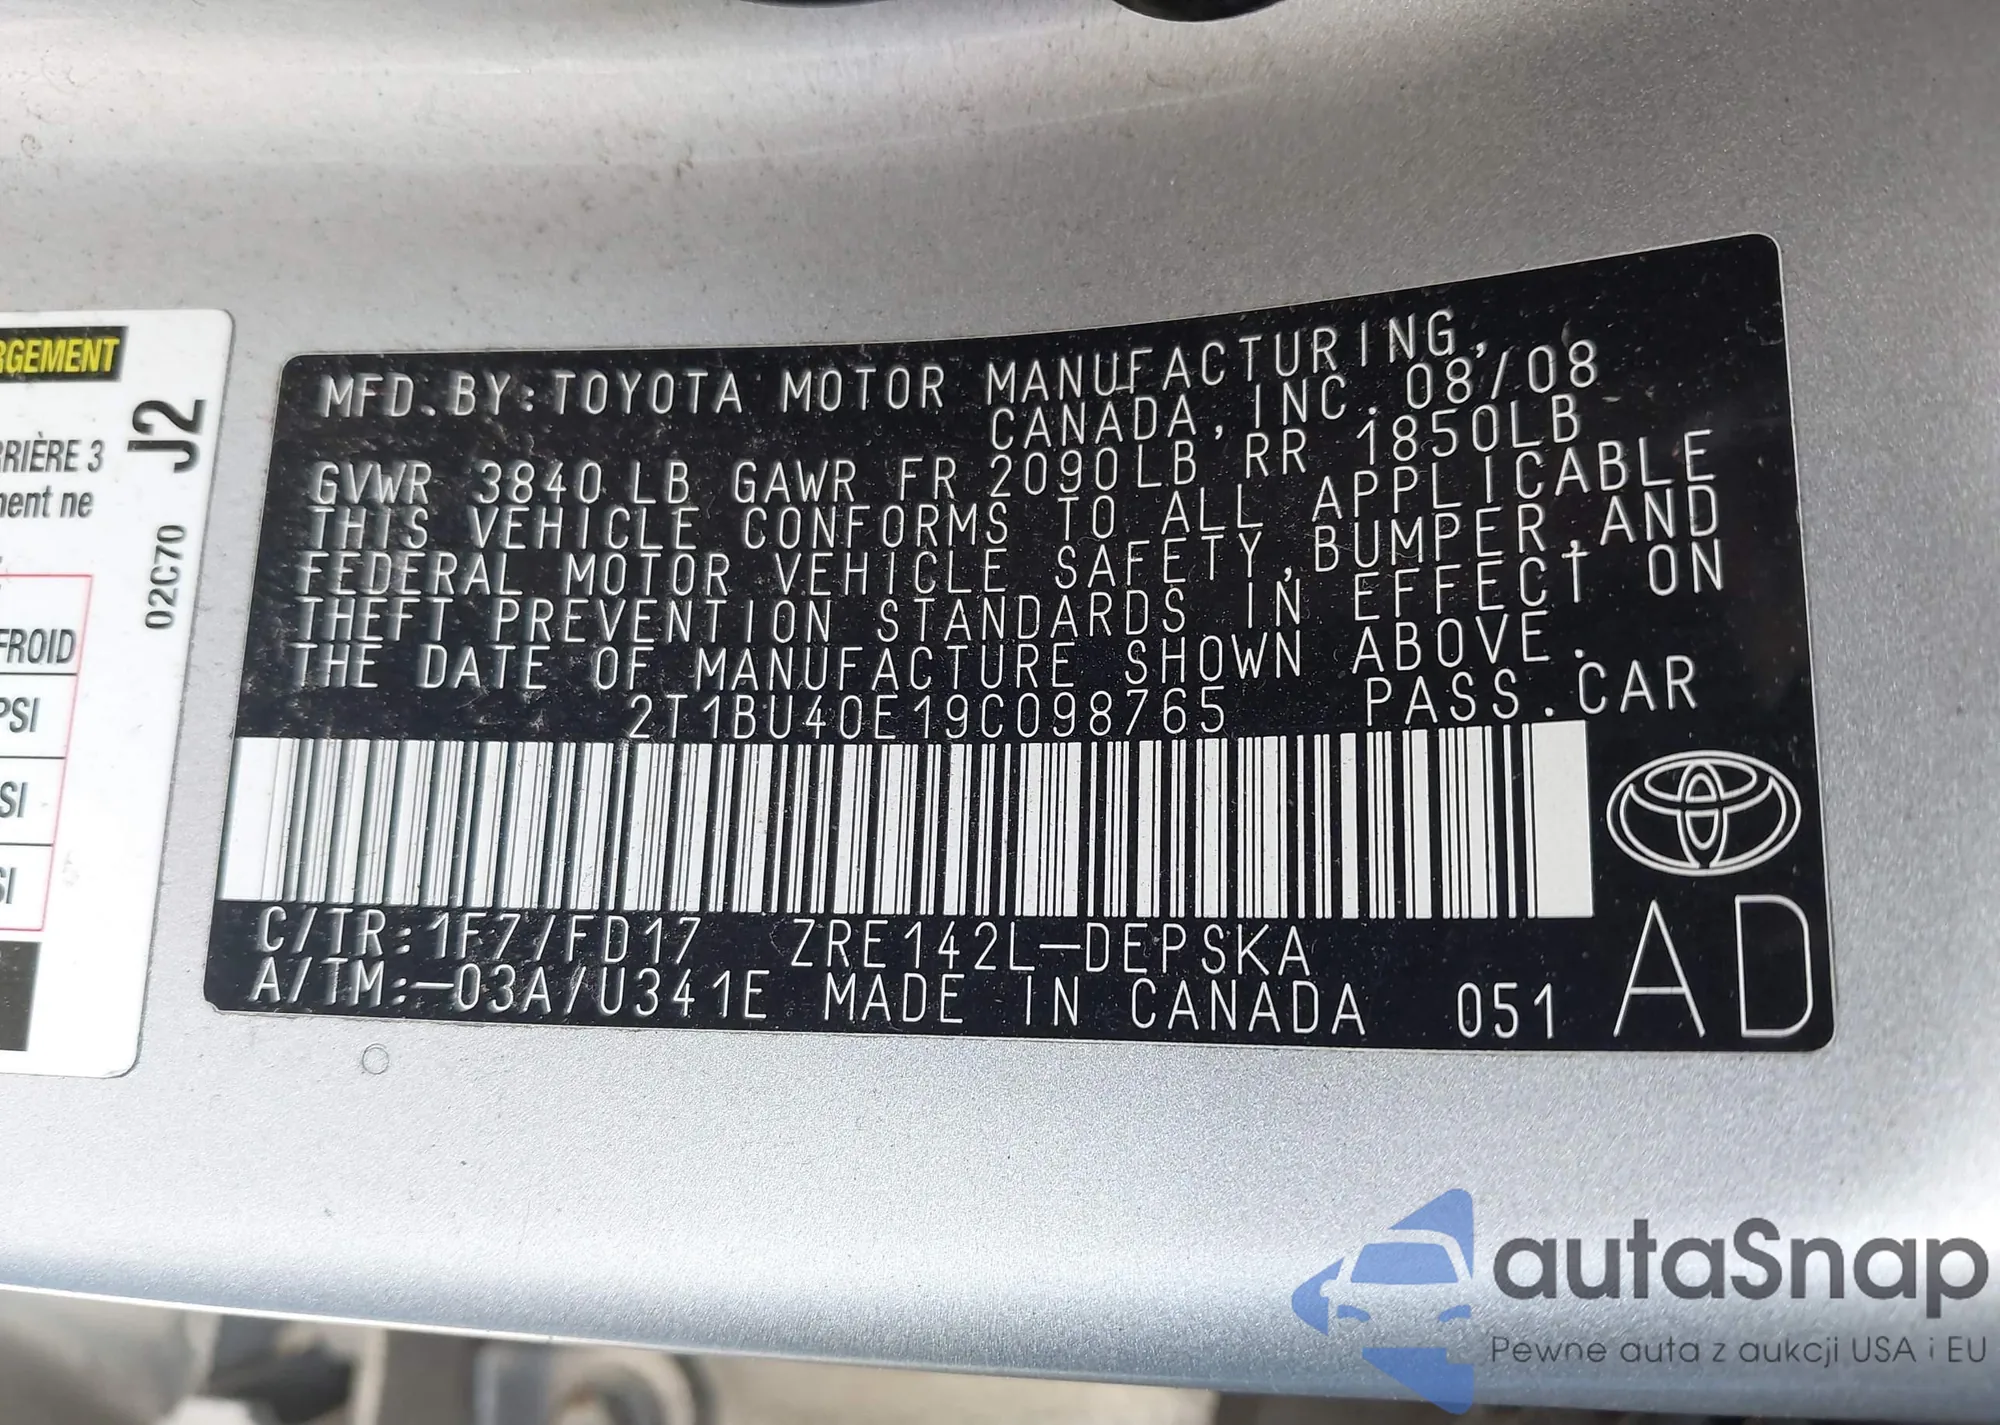 RGEMENT
J2
RRIÈRE 3
ment ne
02C70
FROID
PSI
SI
SI
MFD. BY: TOYOTA MOTOR MANUFACTURING,
CANADA, INC. 08/08
GVWR 3840 LB GAWR FR 2090LB RR 1850LB
THIS VEHICLE CONFORMS TO ALL APPLICABLE
FEDERAL MOTOR VEHICLE SAFETY, BUMPER, AND
THEFT PREVENTION STANDARDS IN EFFECT ON
THE DATE OF MANUFACTURE SHOWN ABOVE.
2T1BU40E19C098765 PASS. CAR
C/TR: 1F7/FD17 ZRE142L-DEPSKA
A/TM:-03A/U341E MADE IN CANADA 051
AD
autaSnap
Pewne auta z aukcji USA i EU